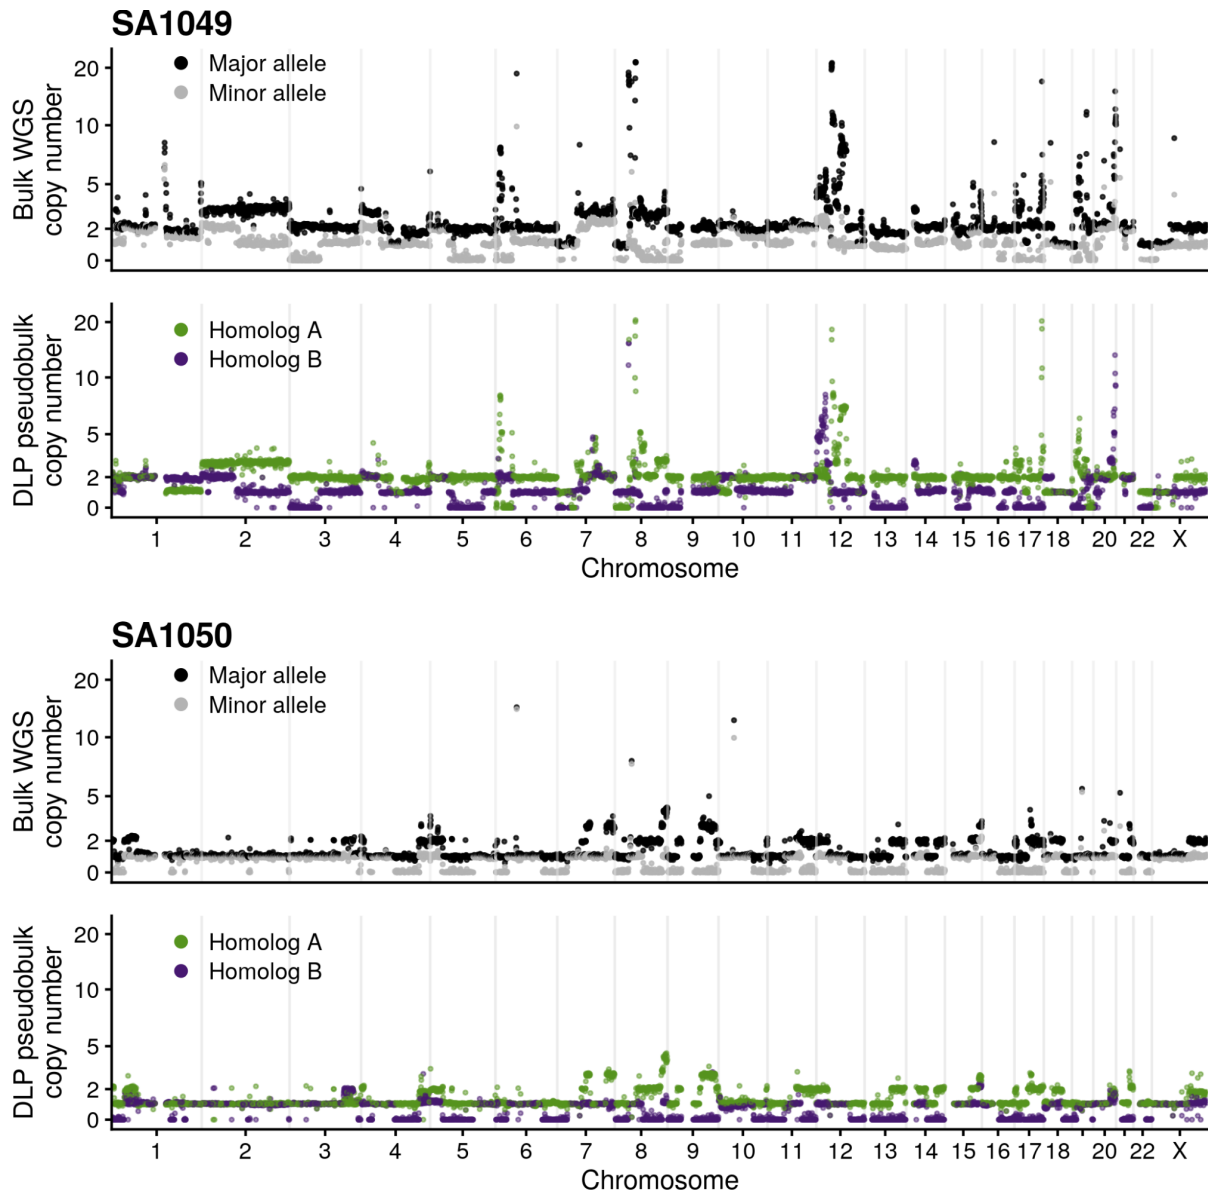 SA1049
Bulk WGS
copy number
20
10
5
2
0
Major allele
Minor allele
DLP pseudobulk
copy number
20
10
5
2
0
Homolog A
Homolog B
1 2 3 4 5 6 7 8 9 10 11 12 13 14 15 16 17 18 20 22 X
Chromosome
SA1050
Bulk WGS
copy number
20
10
5
2
0
Major allele
Minor allele
DLP pseudobulk
copy number
20
10
5
2
0
Homolog A
Homolog B
1 2 3 4 5 6 7 8 9 10 11 12 13 14 15 16 17 18 20 22 X
Chromosome